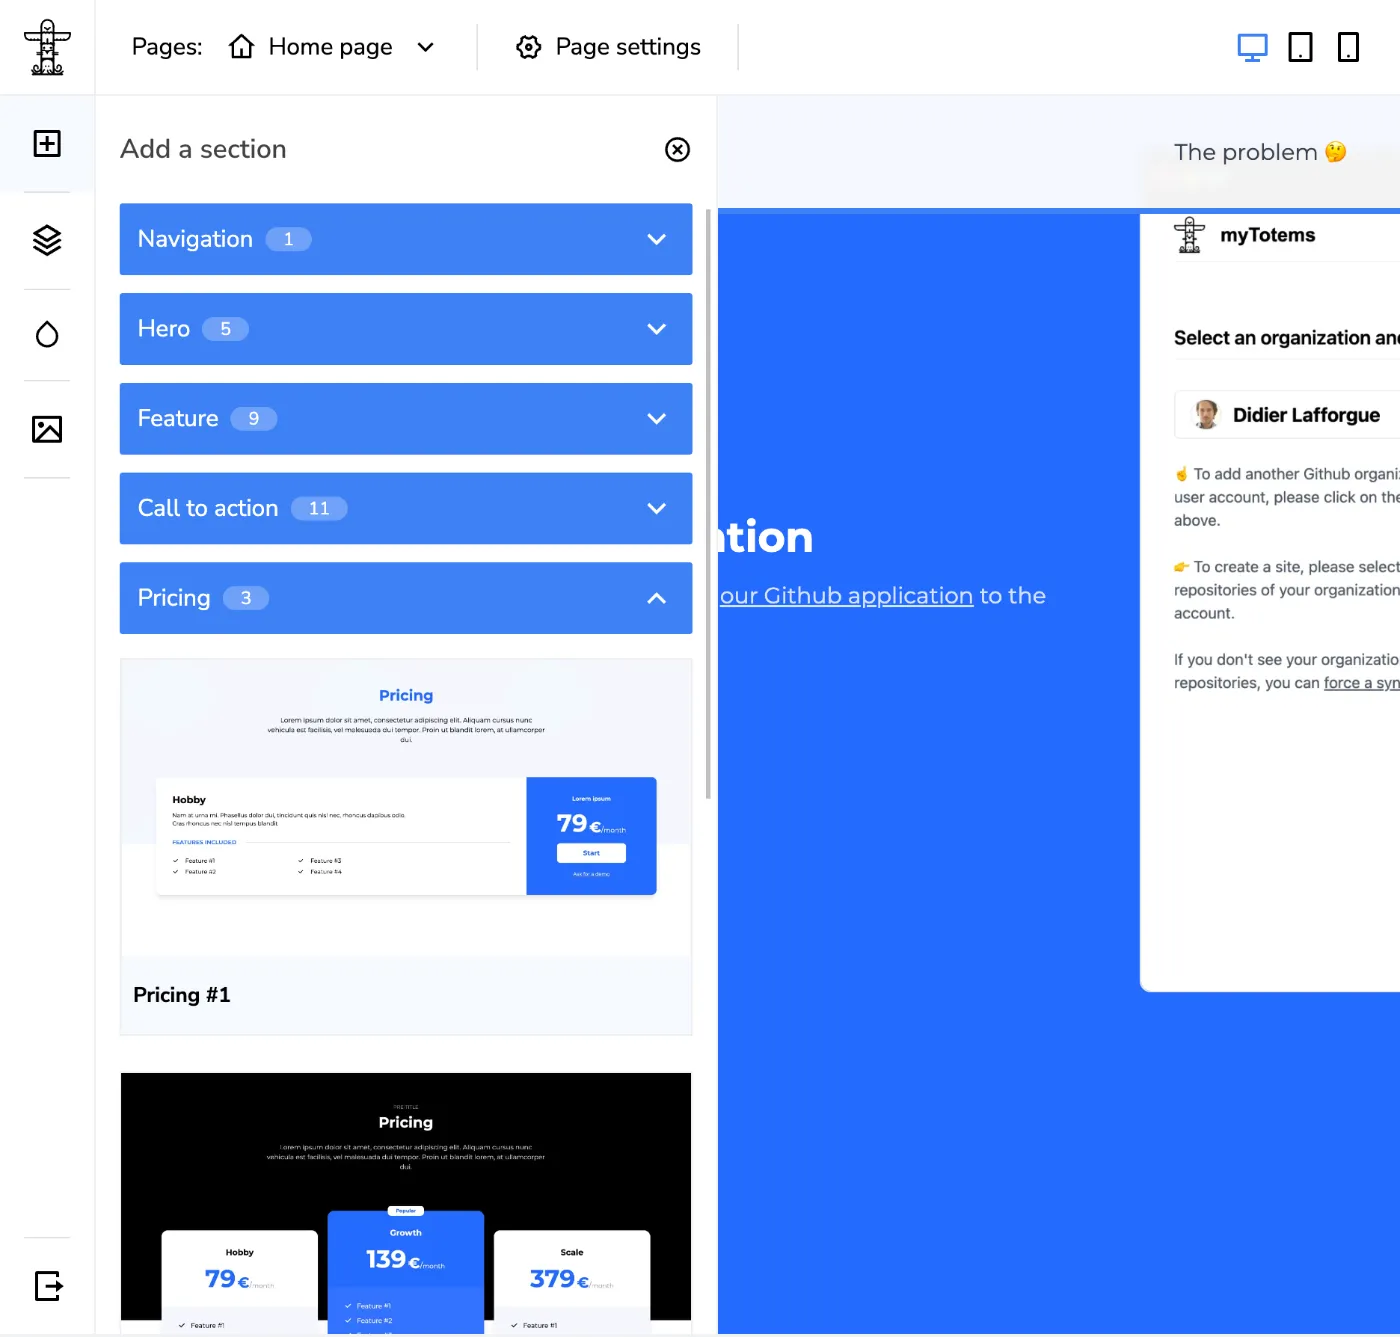 Pages: Home page Page settings
Add a section
Navigation 1
Hero 5
Feature 9
Call to action 11
Pricing 3
Pricing
Lorem ipsum dolor sit amet, consectetur adipiscing elit. Aliquam cursus nunc
vehicula est facilisis, vel malesuada dui tempor. Proin ut blandit lorem, at ullamcorper
dui.
Hobby
Nam at urna mi. Phasellus dolor dui, tincidunt quis nisl nec, rhoncus dapibus odio.
Cras rhoncus nec nisl tempus blandit
FEATURES INCLUDED
Feature #1 Feature #3
Feature #2 Feature #4
Lorem ipsum
79 €/month
Start
Ask for a demo
Pricing #1
PRE TITLE
Pricing
Lorem ipsum dolor sit amet, consectetur adipiscing elit. Aliquam cursus nunc
vehicula est facilisis, vel malesuada dui tempor. Proin ut blandit lorem, at ullamcorper
dui.
Popular
Hobby
79 €/month
Feature #1
Growth
139 €/month
Feature #1
Feature #2
Scale
379 €/month
Feature #1
The problem 🤔
ation
our Github application to the
myTotems
Select an organization and
Didier Lafforgue
☝️ To add another Github organiz
user account, please click on the
above.
👉 To create a site, please select
repositories of your organization
account.
If you don't see your organizatio
repositories, you can force a syn